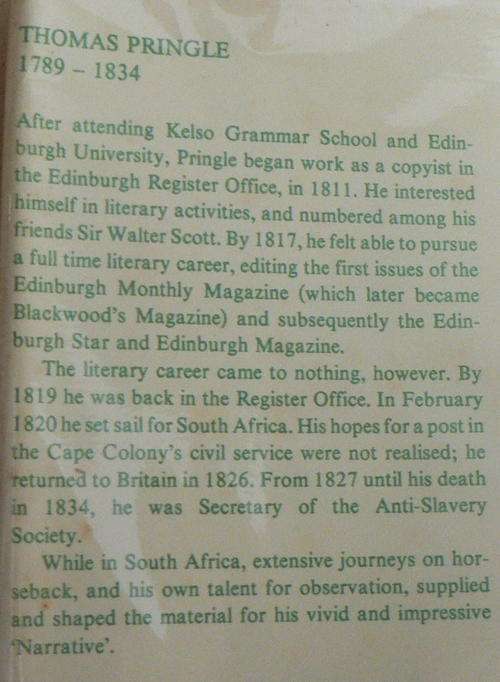 THOMAS PRINGLE
1789 – 1834
After attending Kelso Grammar School and Edin-
burgh University, Pringle began work as a copyist in
the Edinburgh Register Office, in 1811. He interested
himself in literary activities, and numbered among his
friends Sir Walter Scott. By 1817, he felt able to pursue
a full time literary career, editing the first issues of the
Edinburgh Monthly Magazine (which later became
Blackwood's Magazine) and subsequently the Edin-
burgh Star and Edinburgh Magazine.
The literary career came to nothing, however. By
1819 he was back in the Register Office. In February
1820 he set sail for South Africa. His hopes for a post in
the Cape Colony's civil service were not realised; he
returned to Britain in 1826. From 1827 until his death
in 1834, he was Secretary of the Anti-Slavery
Society.
While in South Africa, extensive journeys on hor-
seback, and his own talent for observation, supplied
and shaped the material for his vivid and impressive
'Narrative'.